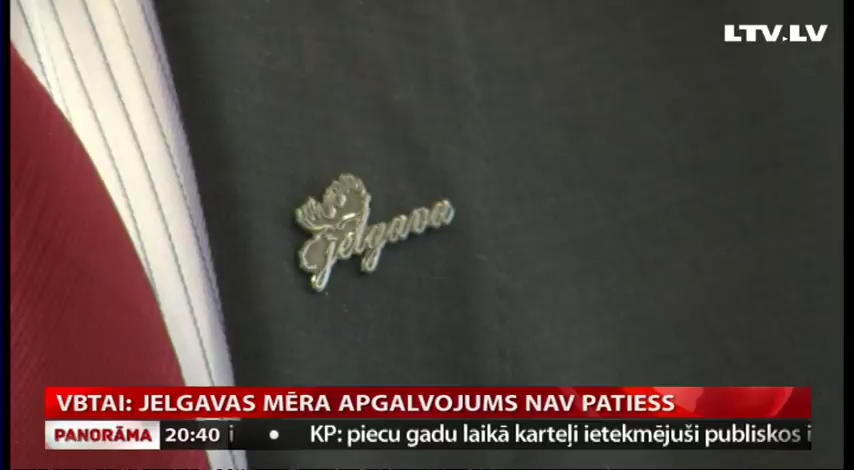 LTV.LV
jelgava
VBTAI: JELGAVAS MĒRA APGALVOJUMS NAV PATIESS
PANORĀMA 20:40 i • KP: piecu gadu laikā karteļi ietekmējuši publiskos i